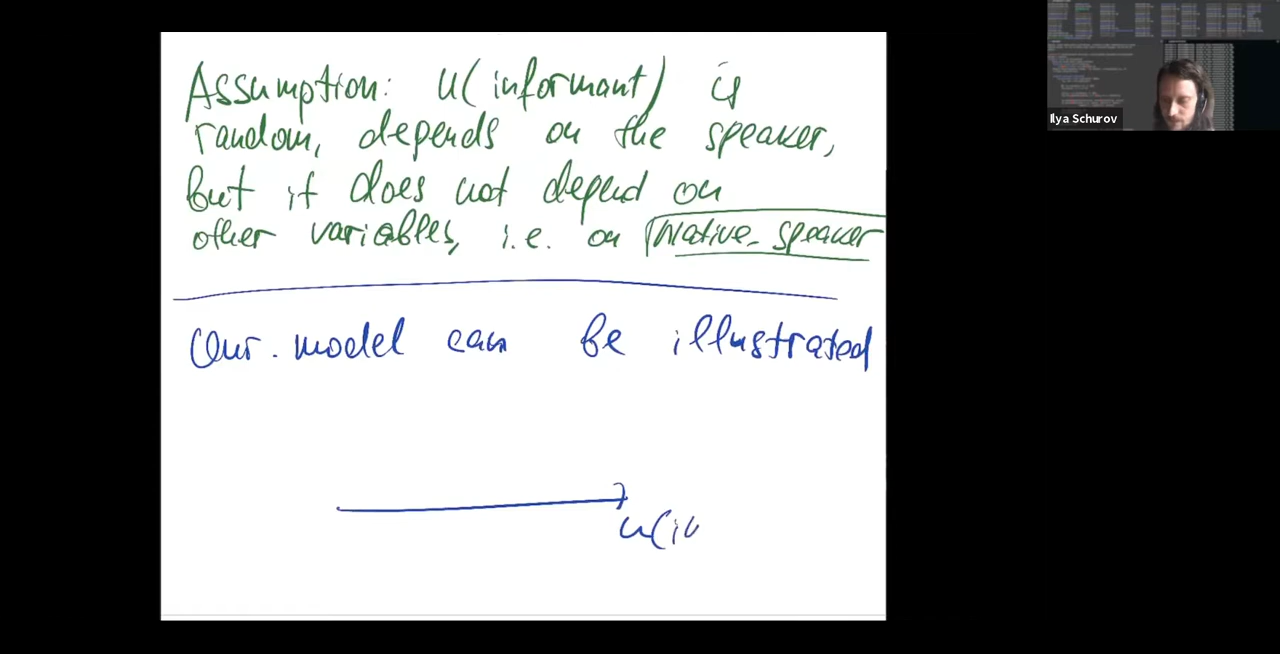 Assumption: u(informant) is
random, depends on the speaker,
but it does not depend on
other variables, i.e. on Native_speaker
Our model can be illustrated
u(in
Ilya Schurov